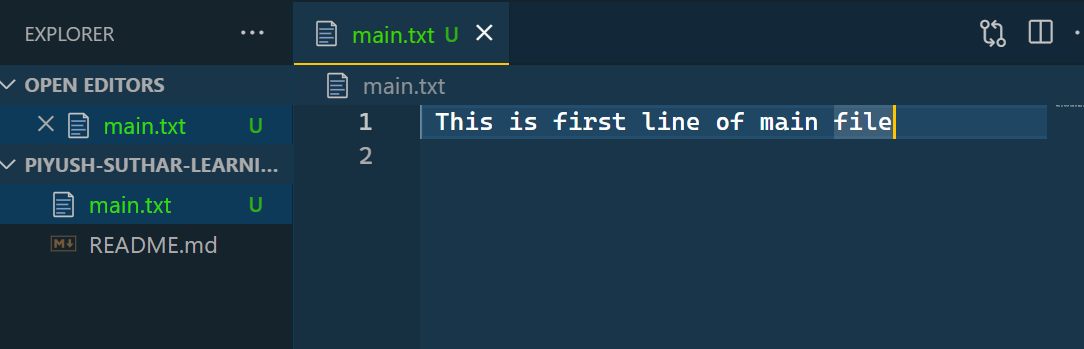 EXPLORER ...
main.txt U
OPEN EDITORS
main.txt U
PIYUSH-SUTHAR-LEARNI...
main.txt U
README.md
main.txt
1 This is first line of main file
2